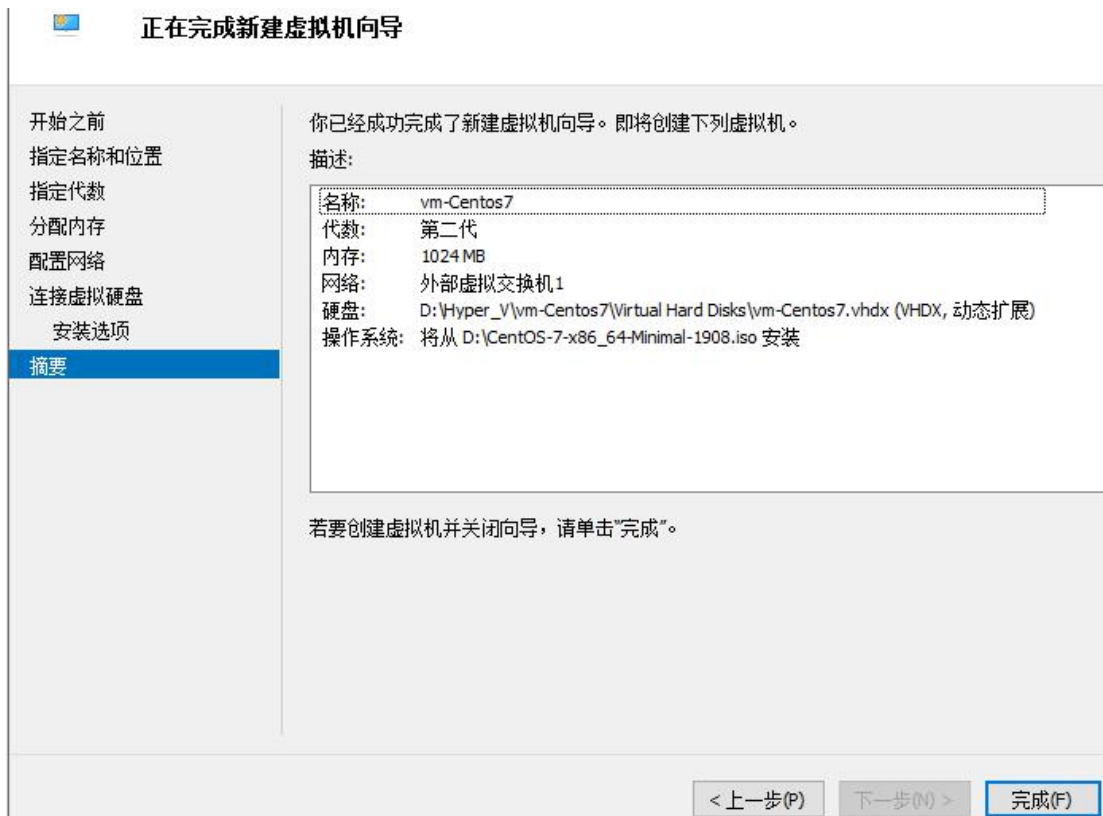 正在完成新建虚拟机向导
开始之前
指定名称和位置
指定代数
分配内存
配置网络
连接虚拟硬盘
安装选项
摘要
你已经成功完成了新建虚拟机向导。即将创建下列虚拟机。
描述:
名称: vm-Centos7
代数: 第二代
内存: 1024 MB
网络: 外部虚拟交换机1
硬盘: D:\Hyper_V\vm-Centos7\Virtual Hard Disks\vm-Centos7.vhdx (VHDX, 动态扩展)
操作系统: 将从 D:\CentOS-7-x86_64-Minimal-1908.iso 安装
若要创建虚拟机并关闭向导，请单击"完成"。
< 上一步(P) 下一步(N) > 完成(F)